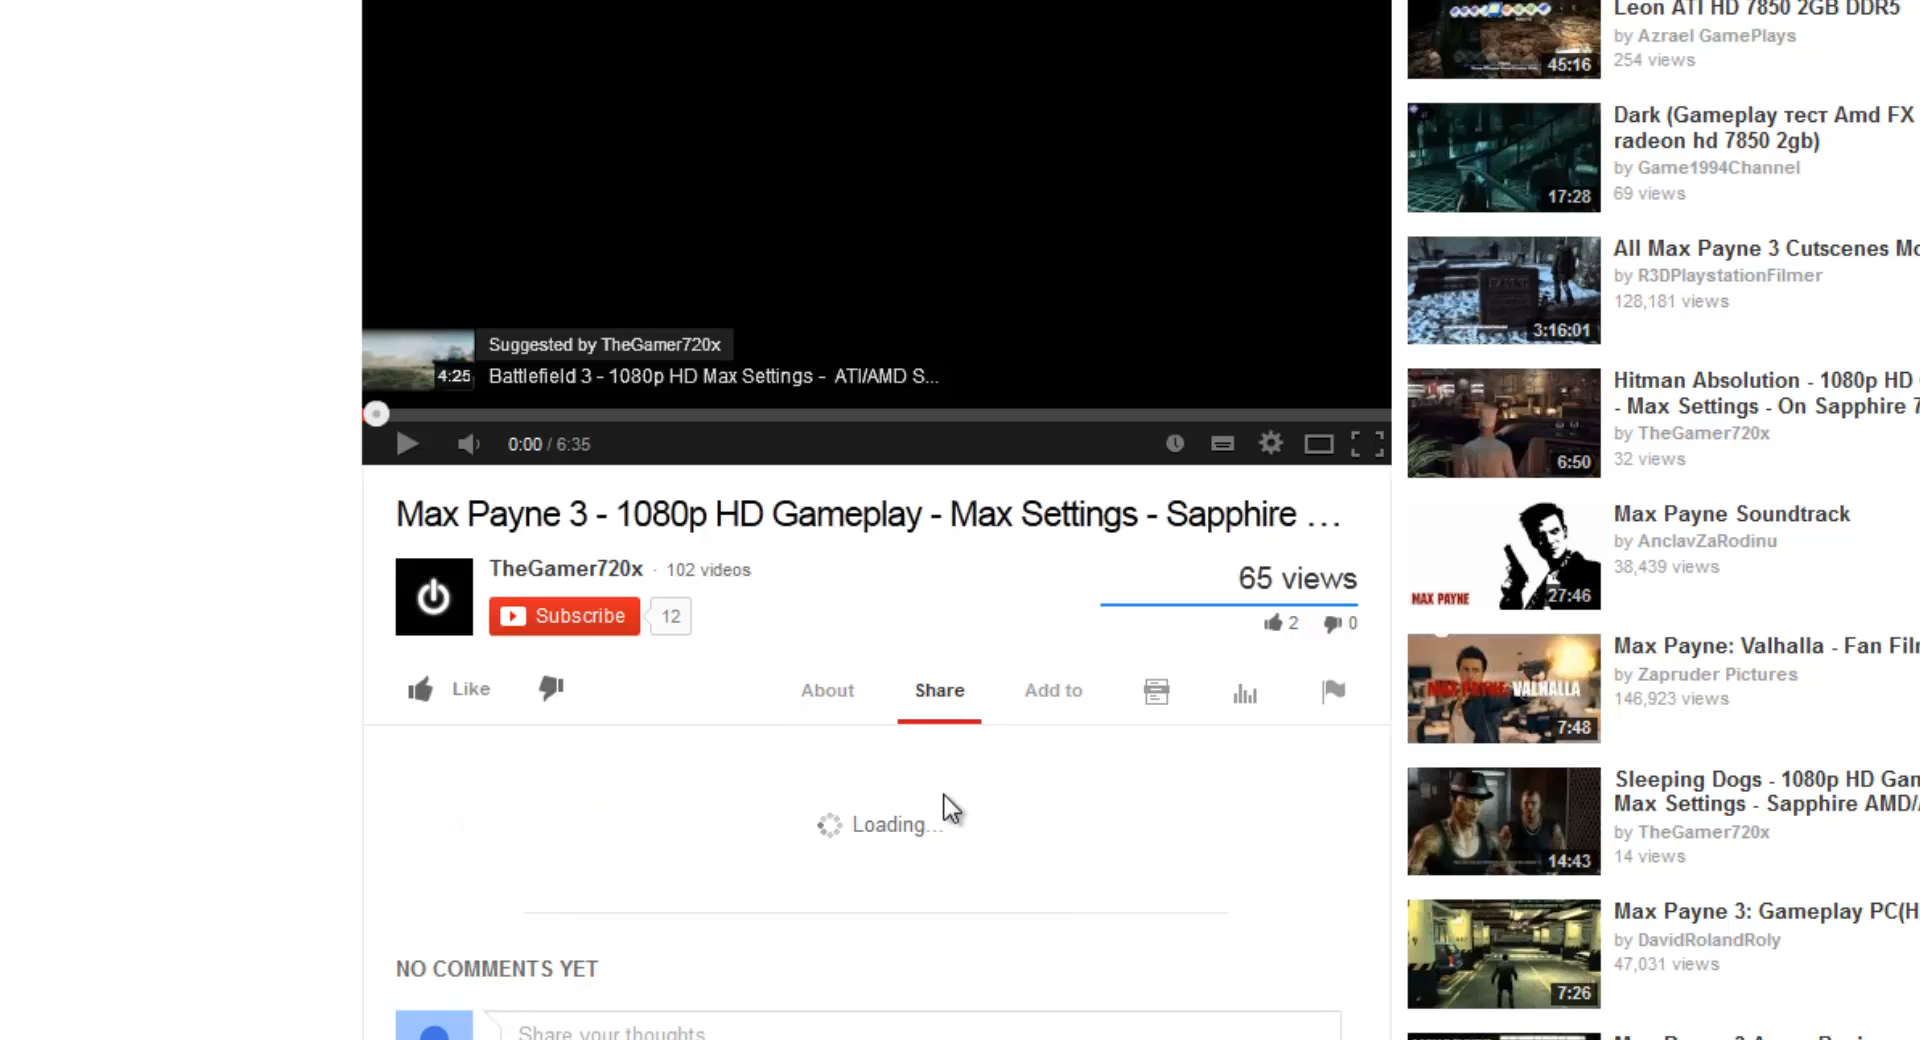 Suggested by TheGamer720x
4:25
Battlefield 3 - 1080p HD Max Settings - ATI/AMD S...
0:00 / 6:35
Max Payne 3 - 1080p HD Gameplay - Max Settings - Sapphire ...
TheGamer720x · 102 videos
Subscribe 12
65 views
2 0
Like
About Share Add to
Loading...
NO COMMENTS YET
Share your thoughts
Leon ATI HD 7850 2GB DDR5
by Azrael GamePlays
254 views
45:16
Dark (Gameplay тест Amd FX
radeon hd 7850 2gb)
by Game1994Channel
69 views
17:28
All Max Payne 3 Cutscenes Mo
by R3DPlaystationFilmer
128,181 views
3:16:01
Hitman Absolution - 1080p HD
- Max Settings - On Sapphire 7
by TheGamer720x
32 views
6:50
Max Payne Soundtrack
by AnclavZaRodinu
38,439 views
MAX PAYNE
27:46
Max Payne: Valhalla - Fan Fil
by Zapruder Pictures
146,923 views
MAX PAYNE VALHALLA
7:48
Sleeping Dogs - 1080p HD Gam
Max Settings - Sapphire AMD/
by TheGamer720x
14 views
14:43
Max Payne 3: Gameplay PC(H
by DavidRolandRoly
47,031 views
7:26